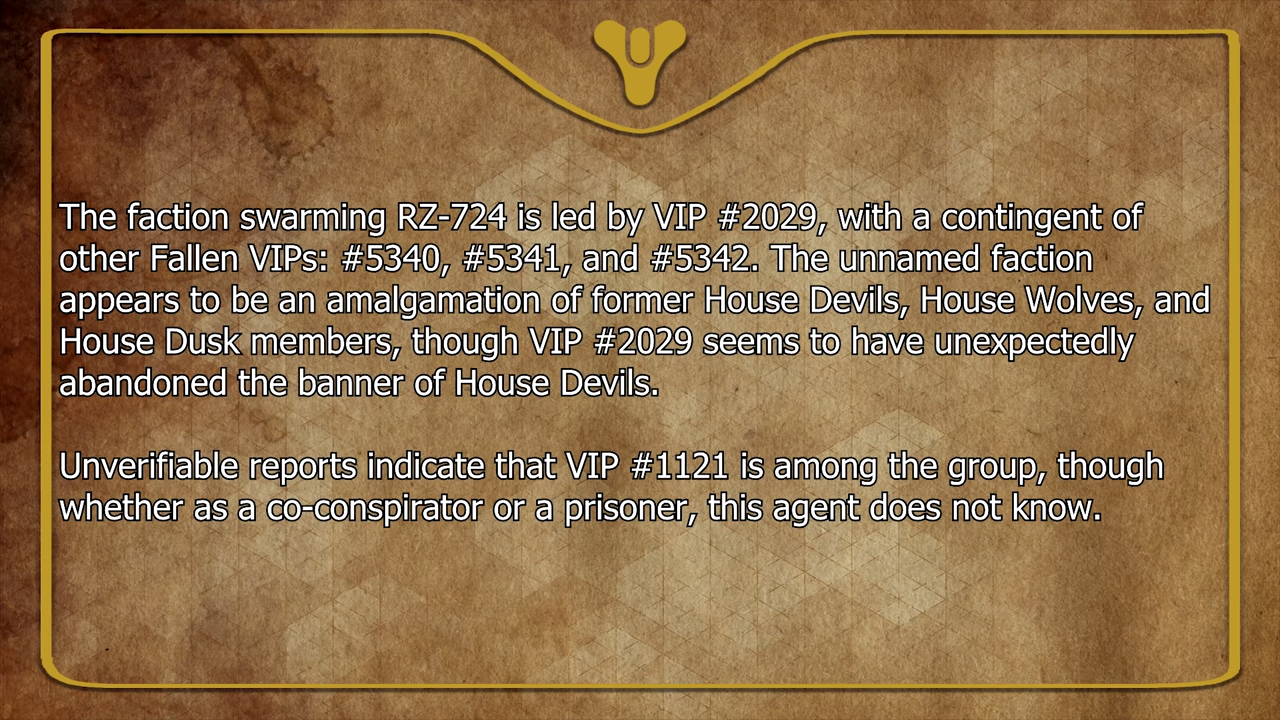 The faction swarming RZ-724 is led by VIP #2029, with a contingent of
other Fallen VIPs: #5340, #5341, and #5342. The unnamed faction
appears to be an amalgamation of former House Devils, House Wolves, and
House Dusk members, though VIP #2029 seems to have unexpectedly
abandoned the banner of House Devils.
Unverifiable reports indicate that VIP #1121 is among the group, though
whether as a co-conspirator or a prisoner, this agent does not know.